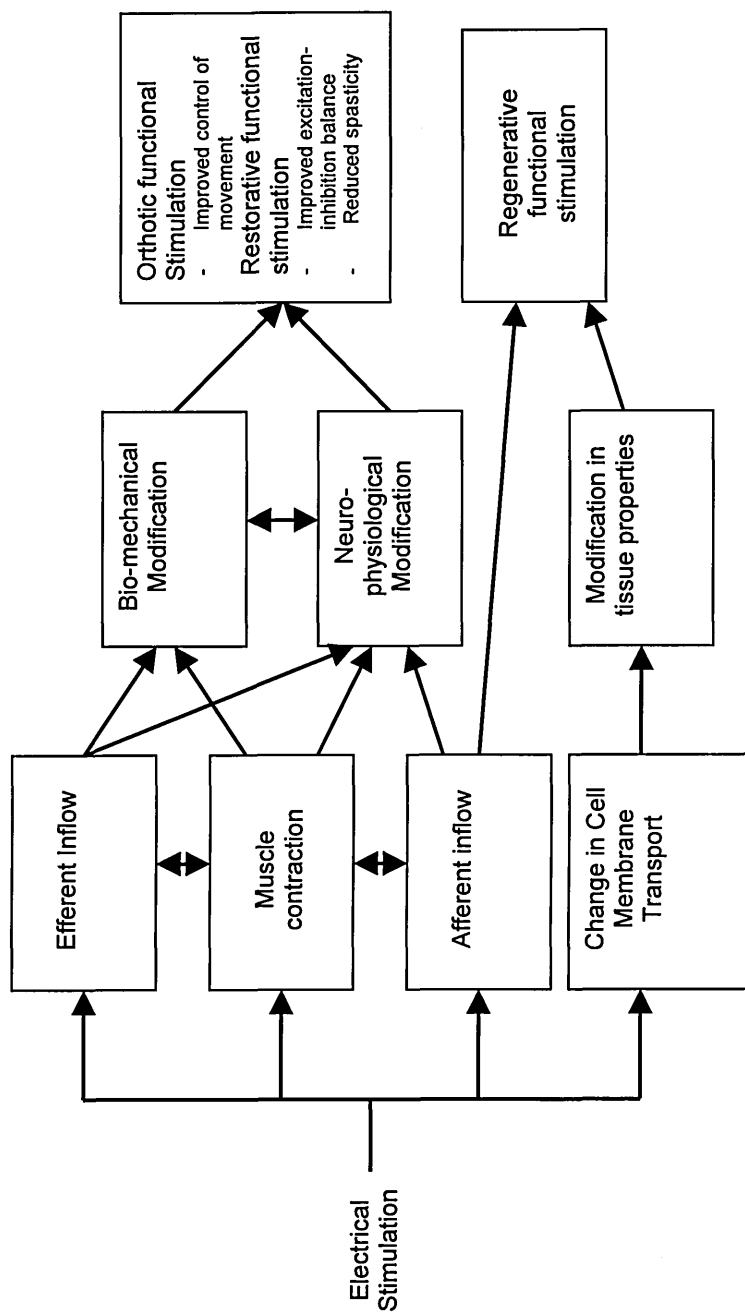 Electrical
Stimulation
Efferent Inflow
Muscle
contraction
Afferent inflow
Change in Cell
Membrane
Transport
Bio-mechanical
Modification
Neuro-
physiological
Modification
Modification in
tissue properties
Orthotic functional
Stimulation
- Improved control of
movement
Restorative functional
stimulation
- Improved excitation-
inhibition balance
- Reduced spasticity
Regenerative
functional
stimulation